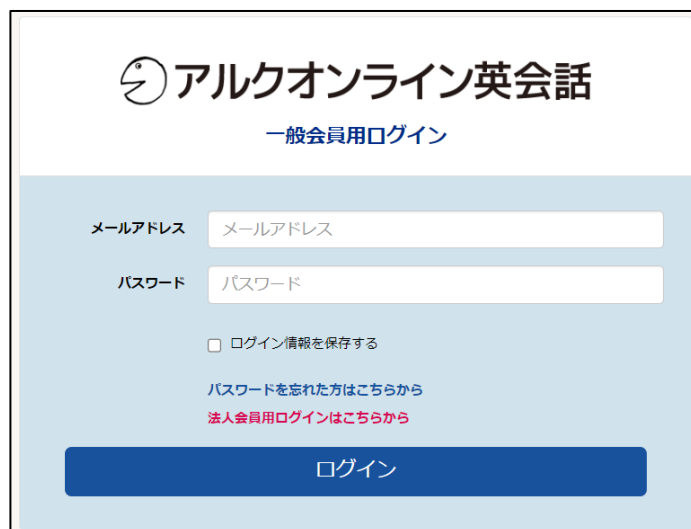 アルクオンライン英会話
一般会員用ログイン
メールアドレス メールアドレス
パスワード パスワード
ログイン情報を保存する
パスワードを忘れた方はこちらから
法人会員用ログインはこちらから
ログイン